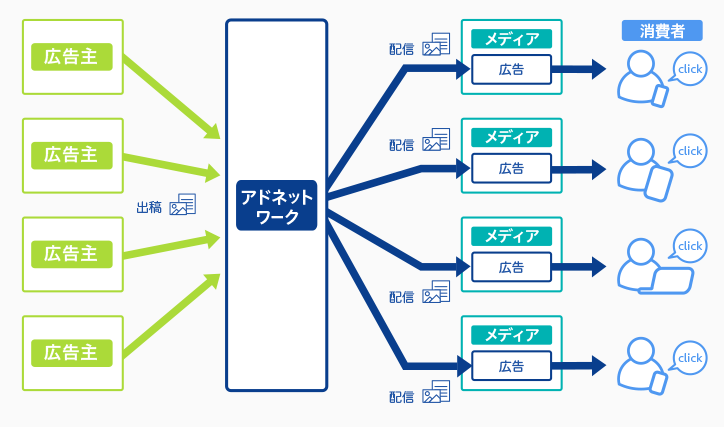 広告主
広告主
広告主
広告主
出稿
アドネット
ワーク
配信
配信
配信
配信
メディア
広告
メディア
広告
メディア
広告
メディア
広告
消費者
click
click
click
click